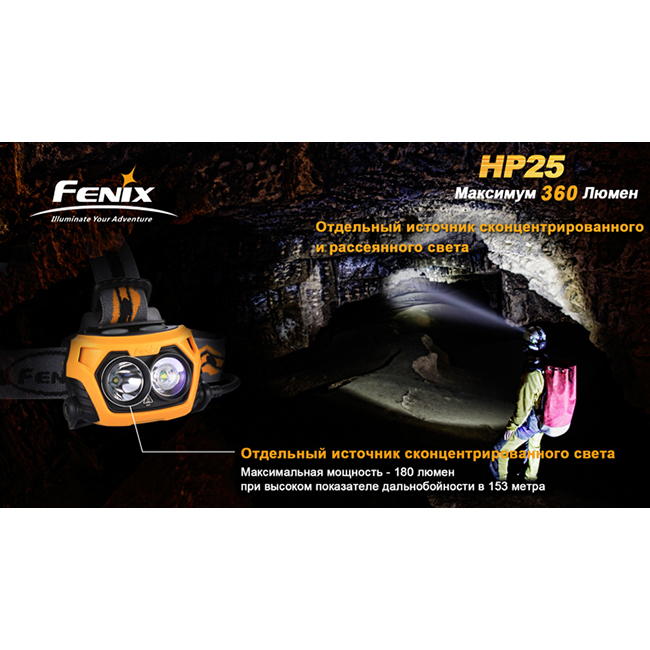 FENIX
Illuminate Your Adventure
HP25
Максимум 360 Люмен
Отдельный источник сконцентрированного
и рассеянного света
FENIX
Отдельный источник сконцентрированного света
Максимальная мощность - 180 люмен
при высоком показателе дальнобойности в 153 метра